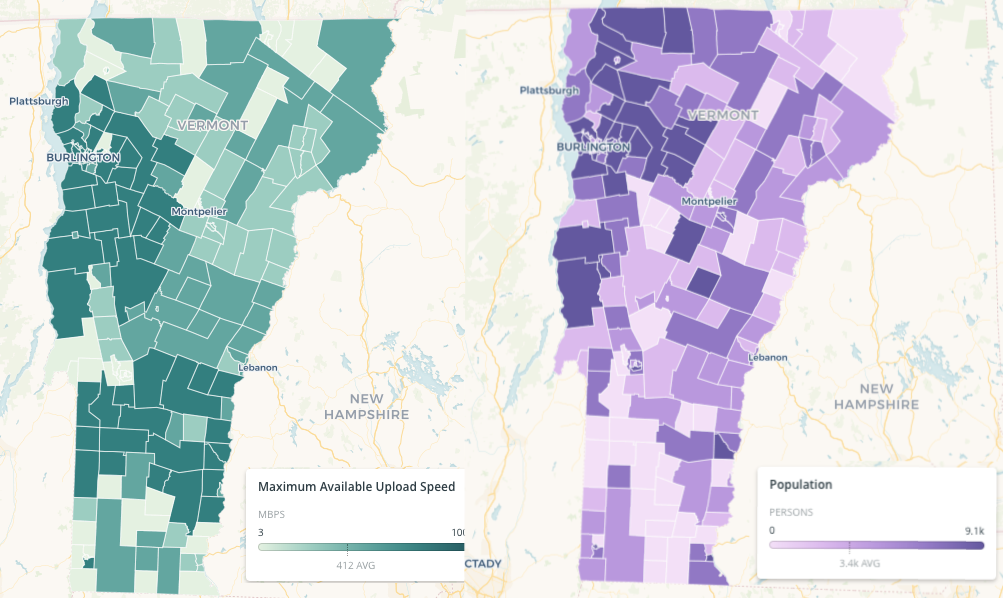 Plattsburgh
VERMONT
BURLINGTON
Montpelier
Lebanon
NEW
HAMPSHIRE
Maximum Available Upload Speed
MBPS
3
412 AVG
CTADY
Plattsburgh
VERMONT
BURLINGTON
Montpelier
Lebanon
NEW
HAMPSHIRE
Population
PERSONS
0 9.1k
3.4k AVG